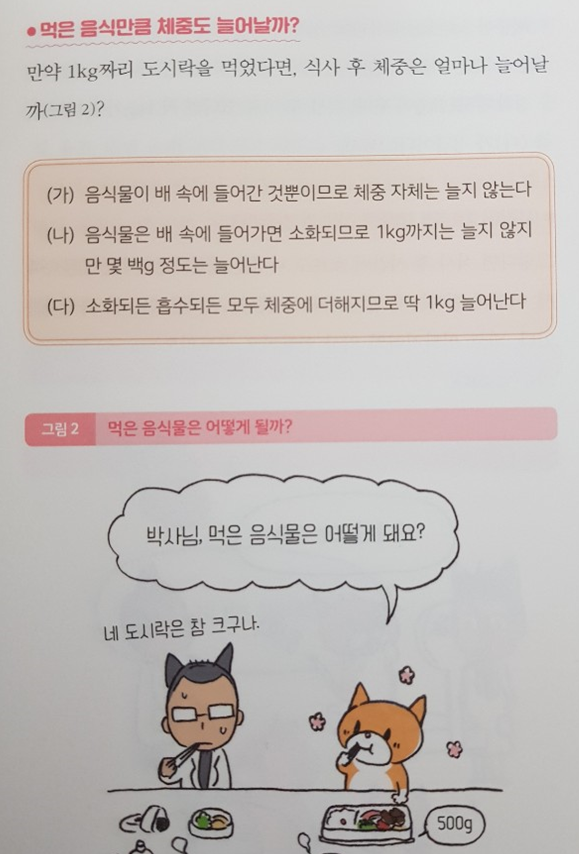 ● 먹은 음식만큼 체중도 늘어날까?
만약 1kg짜리 도시락을 먹었다면, 식사 후 체중은 얼마나 늘어날
까(그림 2)?
(가) 음식물이 배 속에 들어간 것뿐이므로 체중 자체는 늘지 않는다
(나) 음식물은 배 속에 들어가면 소화되므로 1kg까지는 늘지 않지
만 몇 백g 정도는 늘어난다
(다) 소화되든 흡수되든 모두 체중에 더해지므로 딱 1kg 늘어난다
그림 2 먹은 음식물은 어떻게 될까?
박사님, 먹은 음식물은 어떻게 돼요?
네 도시락은 참 크구나.
500g